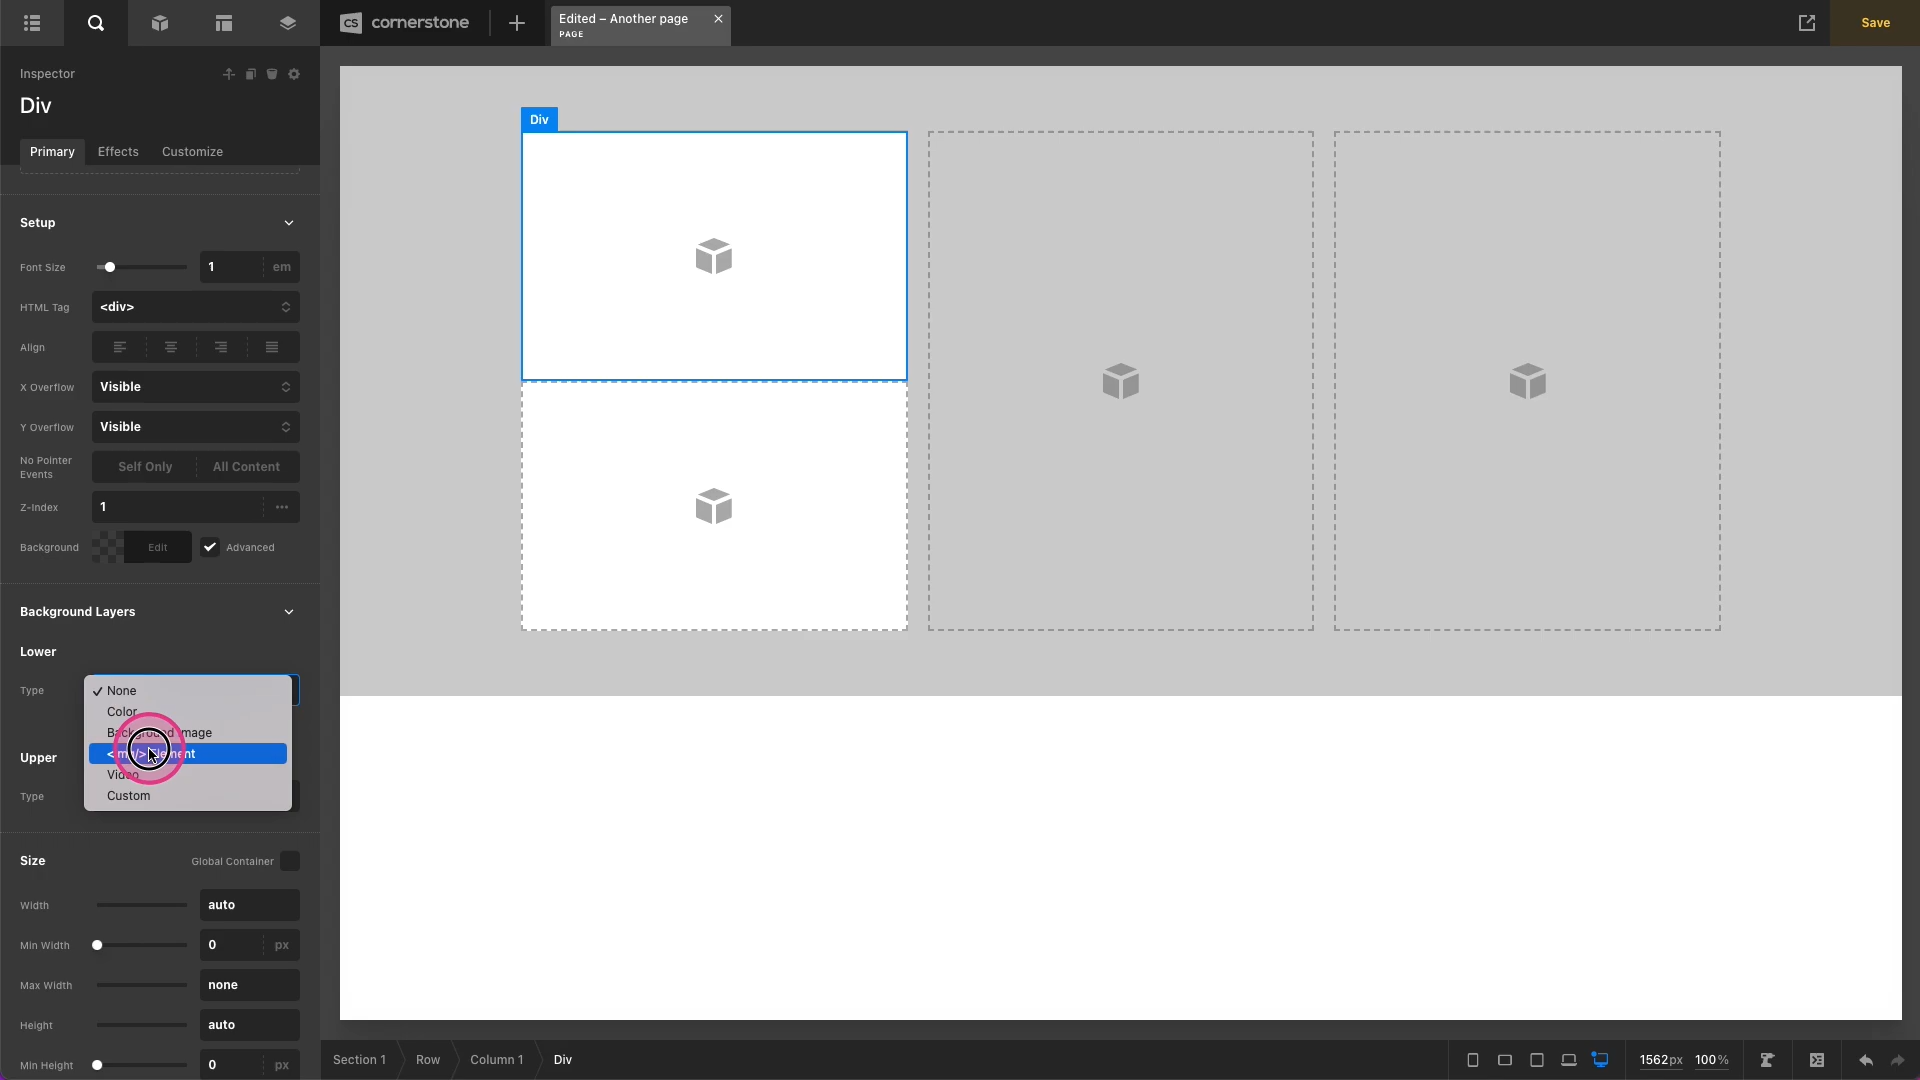 cornerstone
Edited – Another page
PAGE
Save
Inspector
Div
Primary
Effects
Customize
Setup
Font Size
1
em
HTML Tag
<div>
Align
X Overflow
Visible
Y Overflow
Visible
No Pointer
Events
Self Only
All Content
Z-Index
1
Background
Edit
Advanced
Background Layers
Lower
Type
None
Color
Background Image
<img/> Element
Video
Custom
Upper
Type
Size
Global Container
Width
auto
Min Width
0
px
Max Width
none
Height
auto
Min Height
0
px
Div
Section 1
Row
Column 1
Div
1562px
100%